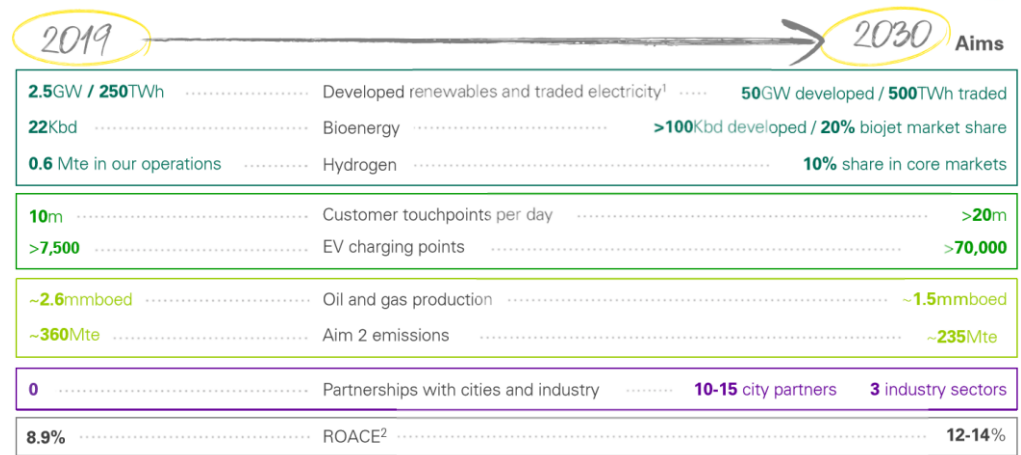 2019 2030 Aims
2.5GW / 250TWh Developed renewables and traded electricity¹ 50GW developed / 500TWh traded
22Kbd Bioenergy >100Kbd developed / 20% biojet market share
0.6 Mte in our operations Hydrogen 10% share in core markets
10m Customer touchpoints per day >20m
>7,500 EV charging points >70,000
~2.6mmboed Oil and gas production ~1.5mmboed
~360Mte Aim 2 emissions ~235Mte
0 Partnerships with cities and industry 10-15 city partners 3 industry sectors
8.9% ROACE² 12-14%